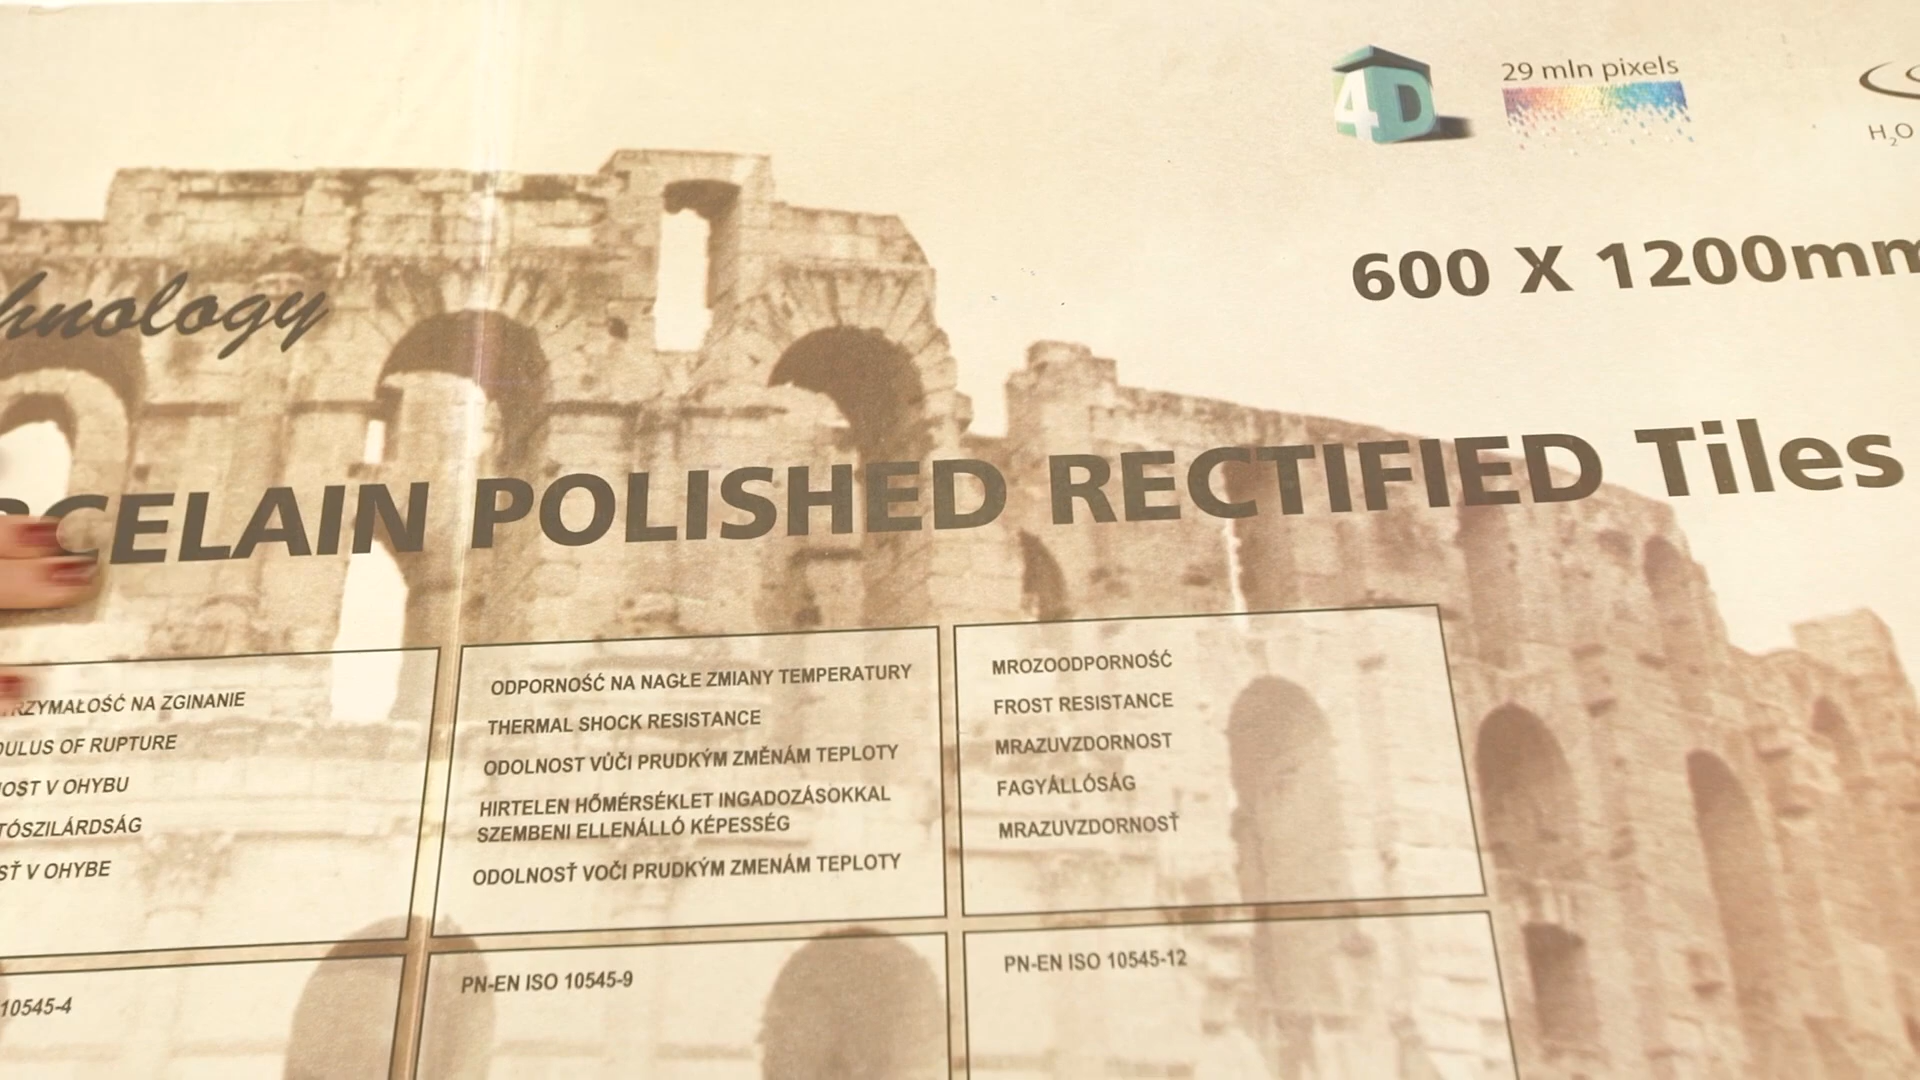 4D
29 mln pixels
H₂O
600 X 1200mm
hnology
CELAIN POLISHED RECTIFIED Tiles
RZYMAŁOŚĆ NA ZGINANIE
ULUS OF RUPTURE
OST V OHYBU
TÓSZILÁRDSÁG
SŤ V OHYBE
ODPORNOŚĆ NA NAGŁE ZMIANY TEMPERATURY
THERMAL SHOCK RESISTANCE
ODOLNOST VŮČI PRUDKÝM ZMĚNÁM TEPLOTY
HIRTELEN HŐMÉRSÉKLET INGADOZÁSOKKAL
SZEMBENI ELLENÁLLÓ KÉPESSÉG
ODOLNOSŤ VOČI PRUDKÝM ZMENÁM TEPLOTY
MROZOODPORNOŚĆ
FROST RESISTANCE
MRAZUVZDORNOST
FAGYÁLLÓSÁG
MRAZUVZDORNOSŤ
10545-4
PN-EN ISO 10545-9
PN-EN ISO 10545-12